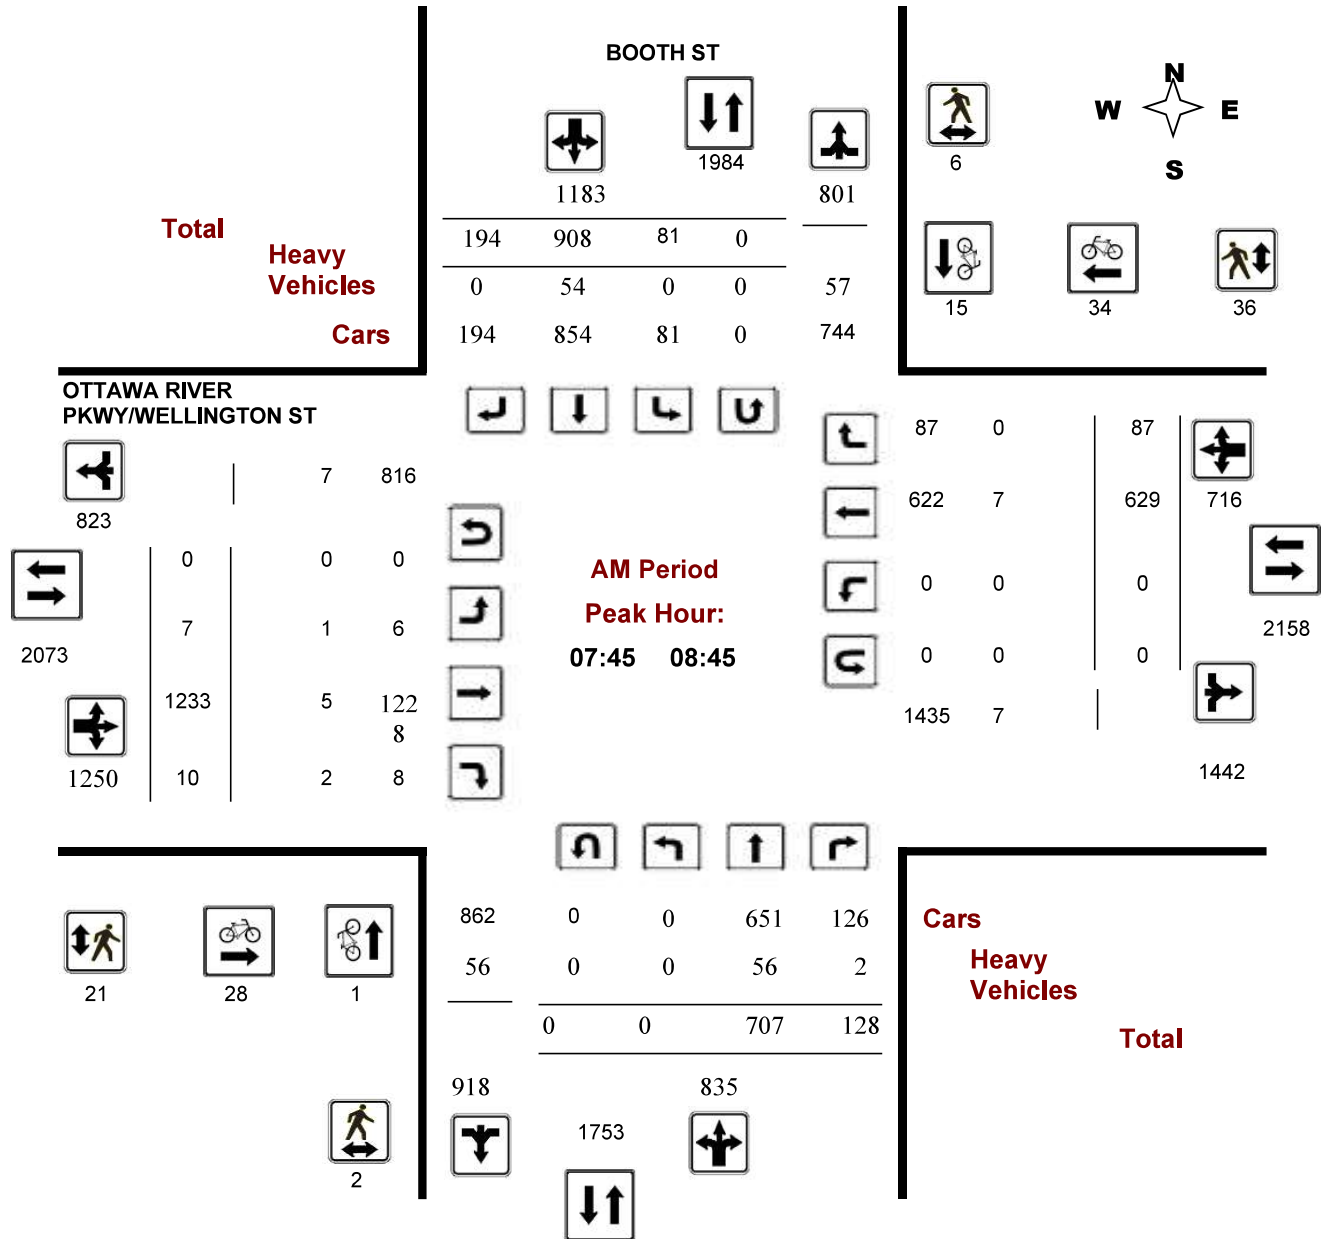 BOOTH ST
N
W E
S
1984
6
1183
801
Total
194 908 81 0
Heavy
Vehicles
0 54 0 0 57
15 34 36
Cars
194 854 81 0 744
OTTAWA RIVER
PKWY/WELLINGTON ST
87 0 87
7 816
622 7 629 716
823
0 0 0
AM Period
0 0 0
7 1 6
Peak Hour:
2158
2073
07:45 08:45
0 0 0
1233 5 122
8
1435 7
1250 10 2 8
1442
862 0 0 651 126
Cars
56 0 0 56 2
Heavy
Vehicles
21 28 1
0 0 707 128
Total
918 835
1753
2